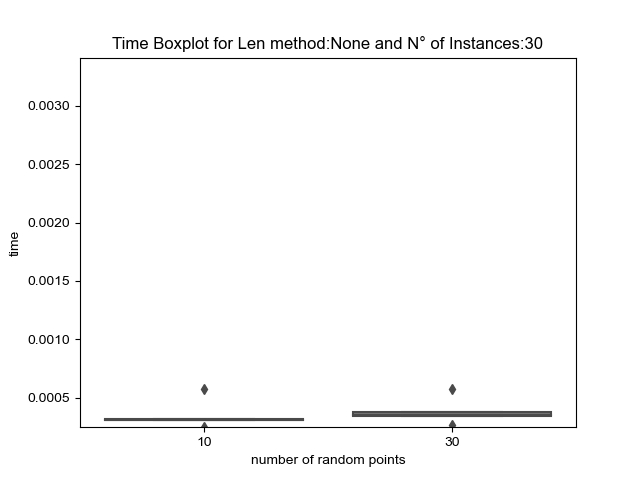 Time Boxplot for Len method:None and N° of Instances:30
0.0030
0.0025
0.0020
0.0015
0.0010
0.0005
time
10 30
number of random points